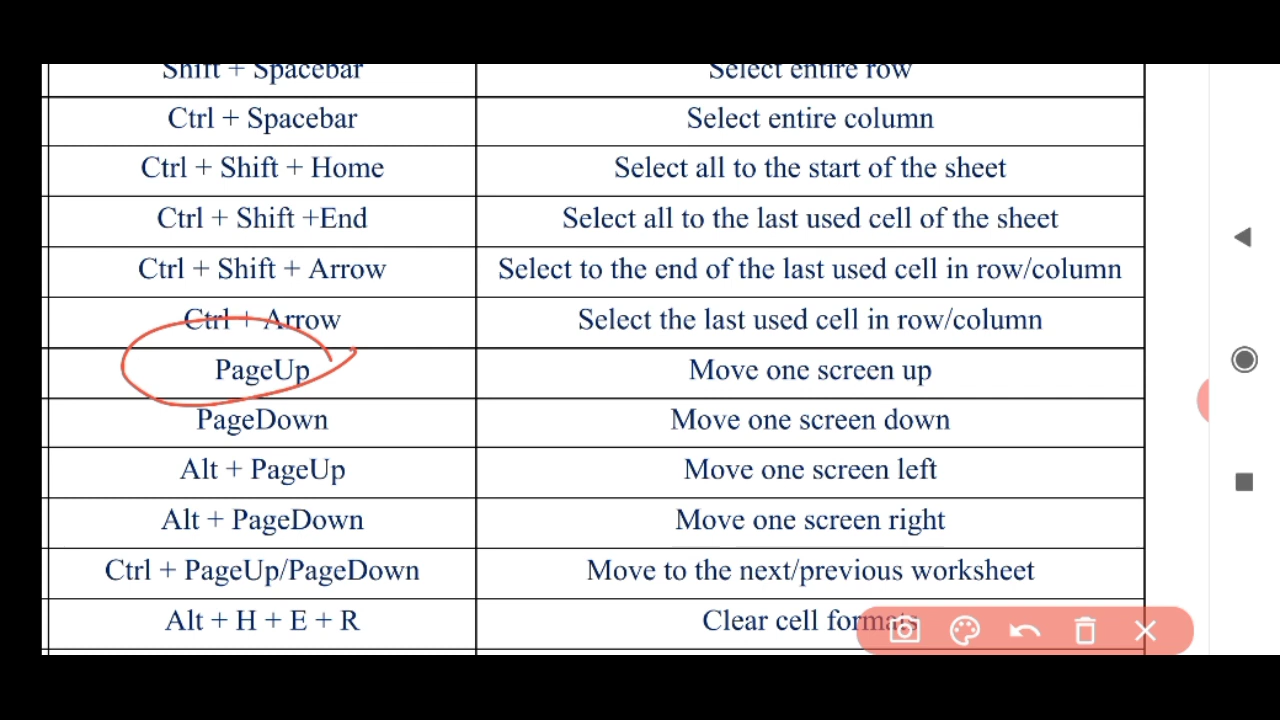 Shift + Spacebar Select entire row
Ctrl + Spacebar Select entire column
Ctrl + Shift + Home Select all to the start of the sheet
Ctrl + Shift +End Select all to the last used cell of the sheet
Ctrl + Shift + Arrow Select to the end of the last used cell in row/column
Ctrl + Arrow Select the last used cell in row/column
PageUp Move one screen up
PageDown Move one screen down
Alt + PageUp Move one screen left
Alt + PageDown Move one screen right
Ctrl + PageUp/PageDown Move to the next/previous worksheet
Alt + H + E + R Clear cell formats